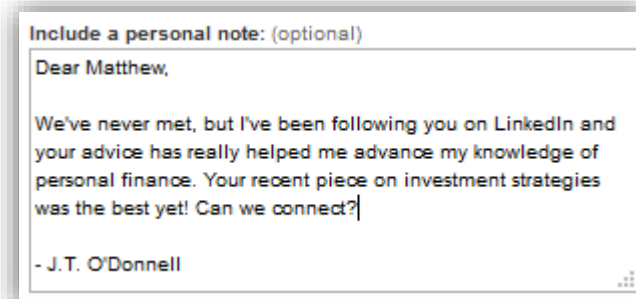 Include a personal note: (optional)
Dear Matthew,
We've never met, but I've been following you on LinkedIn and
your advice has really helped me advance my knowledge of
personal finance. Your recent piece on investment strategies
was the best yet! Can we connect?
- J.T. O'Donnell